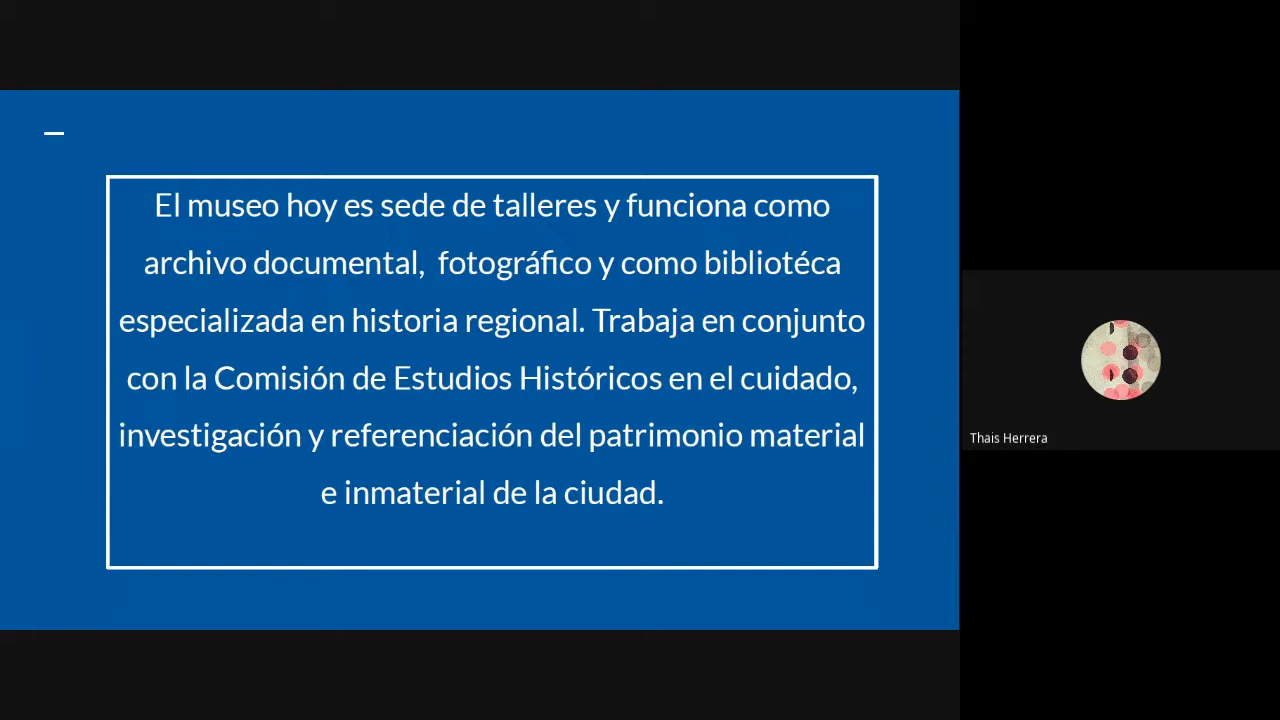 El museo hoy es sede de talleres y funciona como
archivo documental,  fotográfico y como bibliotéca
especializada en historia regional. Trabaja en conjunto
con la Comisión de Estudios Históricos en el cuidado,
investigación y referenciación del patrimonio material
e inmaterial de la ciudad.
Thais Herrera